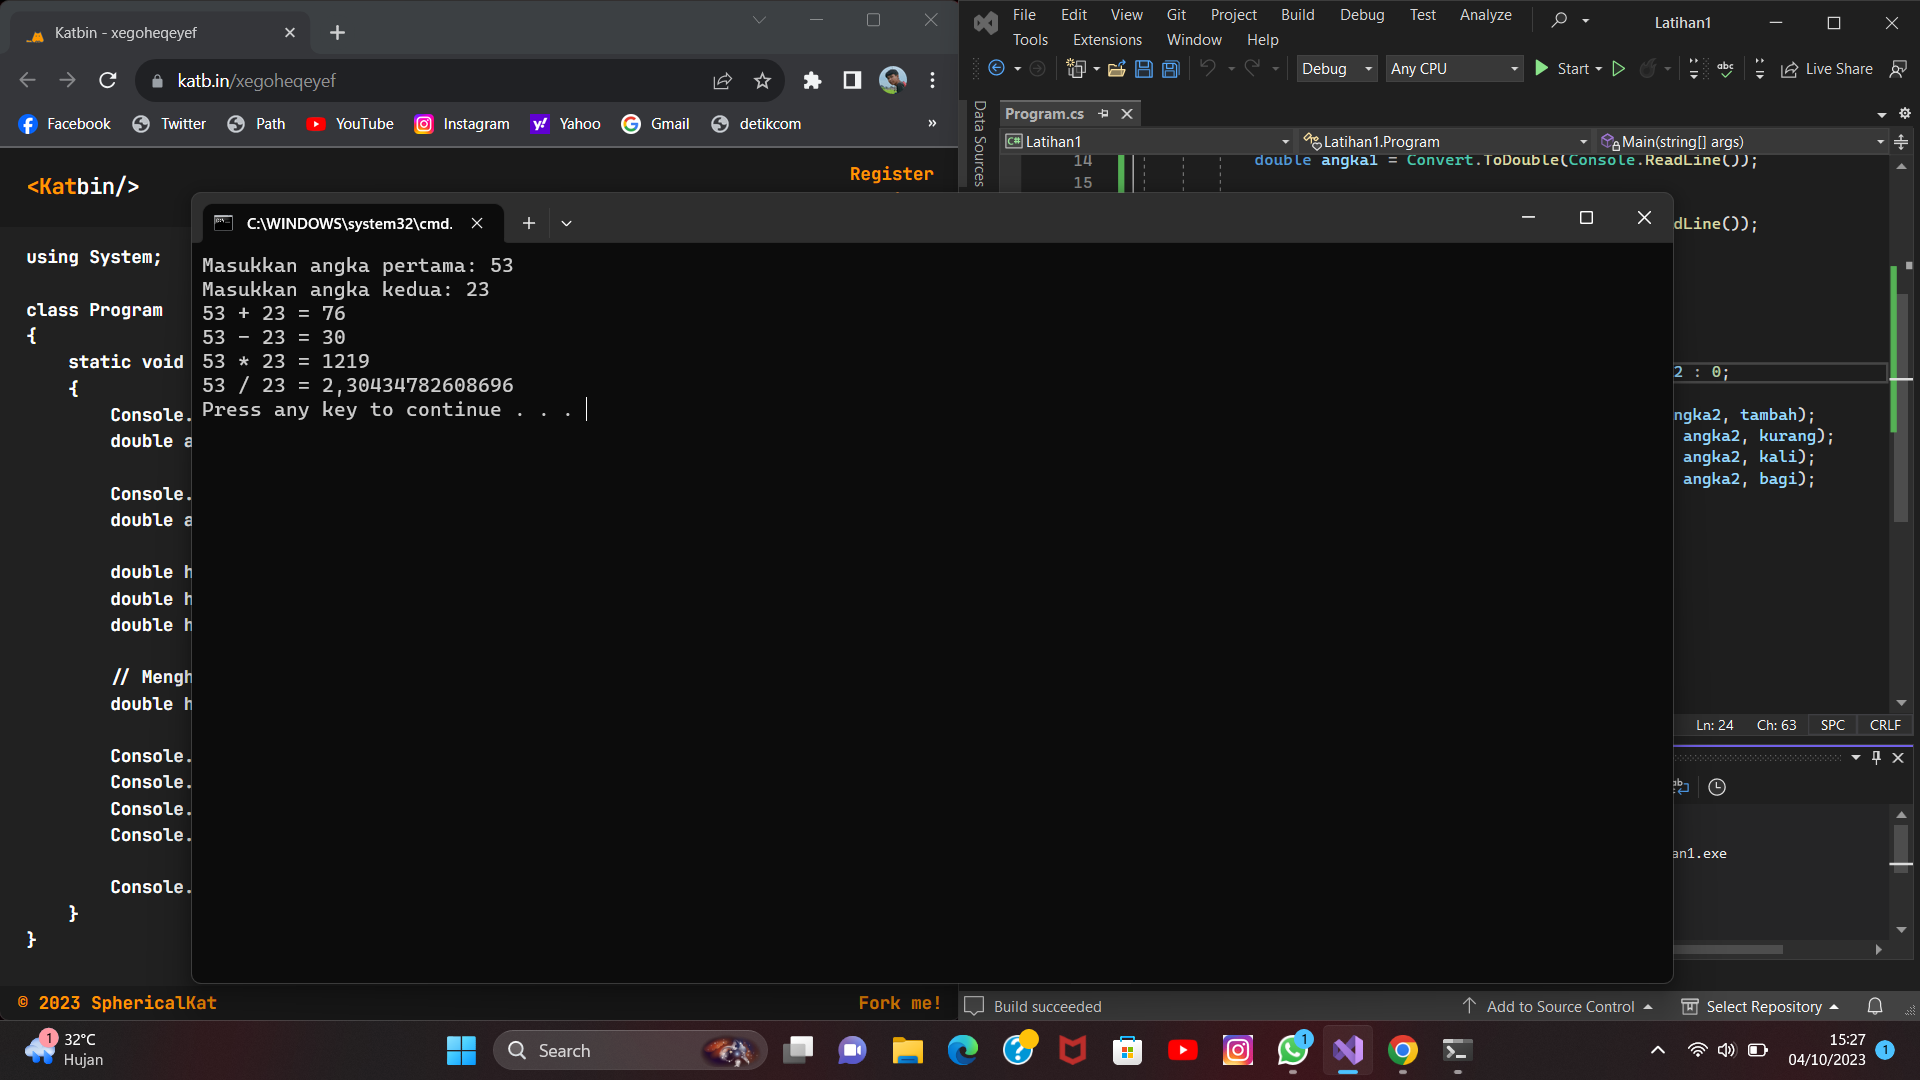 Katbin - xegoheqeyef
katb.in/xegoheqeyef
Facebook
Twitter
Path
YouTube
Instagram
Yahoo
Gmail
detikcom
»
<Katbin/>
Register
using System;
class Program
{
static void
{
Console.
double a
Console.
double a
double h
double h
double h
// Mengh
double h
Console.
Console.
Console.
Console.
Console.
}
}
© 2023 SphericalKat
Fork me!
File Edit View Git Project Build Debug Test Analyze
Tools Extensions Window Help
Latihan1
Debug
Any CPU
Start
Live Share
Data Sources
Program.cs
Latihan1
Latihan1.Program
Main(string[] args)
14 double angka1 = Convert.ToDouble(Console.ReadLine());
15
dLine());
2 : 0;
ngka2, tambah);
angka2, kurang);
angka2, kali);
angka2, bagi);
Ln: 24 Ch: 63 SPC CRLF
an1.exe
Build succeeded
Add to Source Control
Select Repository
C:\WINDOWS\system32\cmd.
Masukkan angka pertama: 53
Masukkan angka kedua: 23
53 + 23 = 76
53 - 23 = 30
53 * 23 = 1219
53 / 23 = 2,30434782608696
Press any key to continue . . .
1
32°C
Hujan
Search
1
15:27
04/10/2023
1